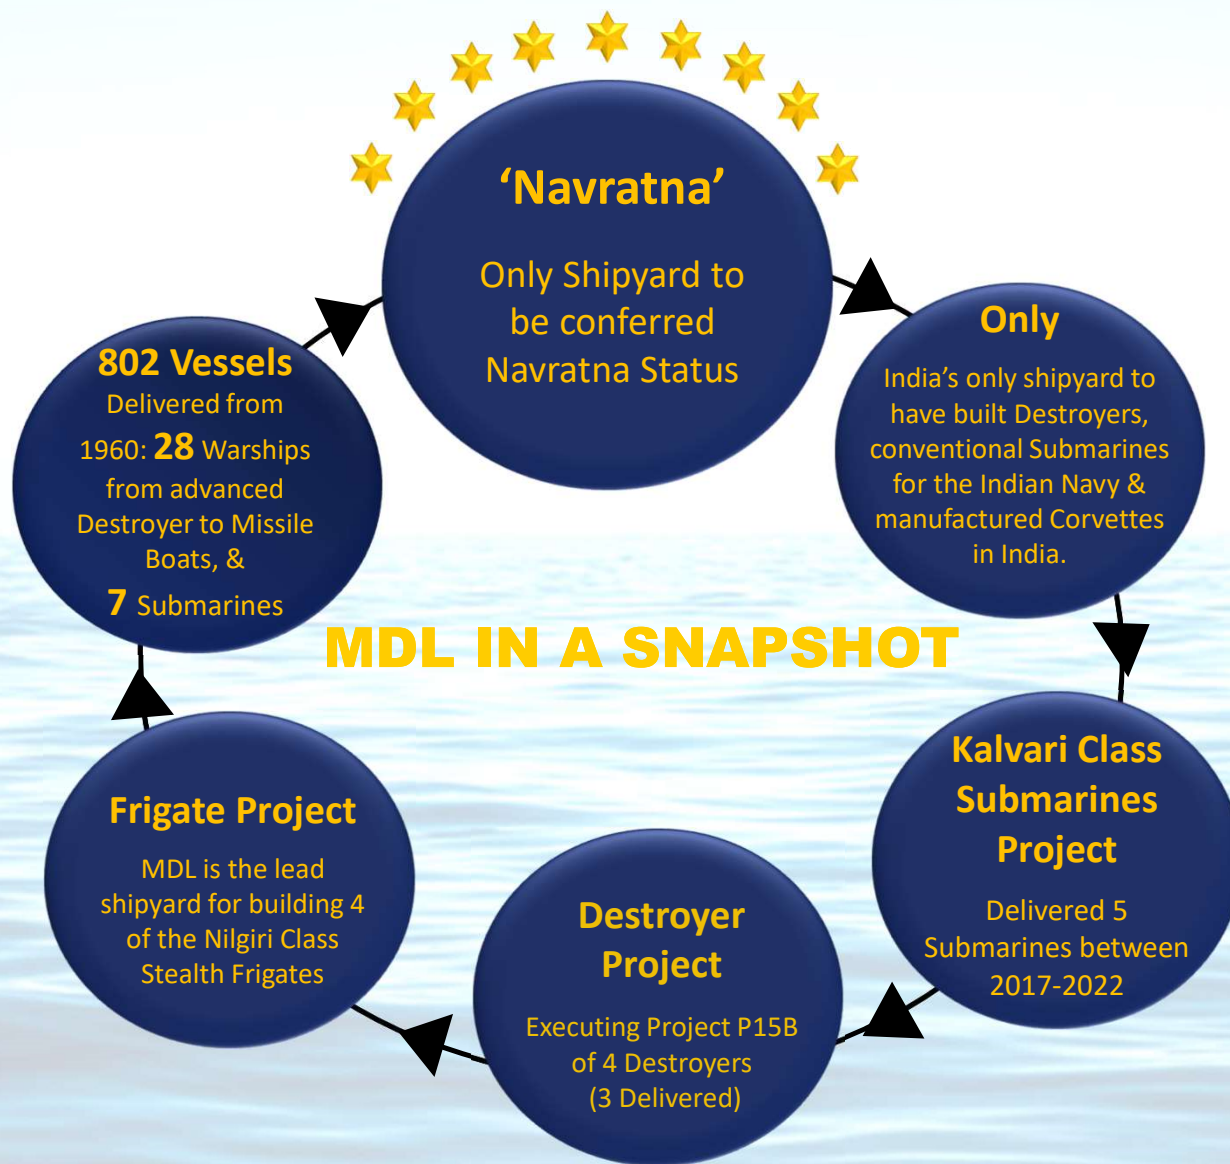 ‘Navratna’
Only Shipyard to
be conferred
Navratna Status
Only
India’s only shipyard to
have built Destroyers,
conventional Submarines
for the Indian Navy &
manufactured Corvettes
in India.
Kalvari Class
Submarines
Project
Delivered 5
Submarines between
2017-2022
Destroyer
Project
Executing Project P15B
of 4 Destroyers
(3 Delivered)
Frigate Project
MDL is the lead
shipyard for building 4
of the Nilgiri Class
Stealth Frigates
802 Vessels
Delivered from
1960: 28 Warships
from advanced
Destroyer to Missile
Boats, &
7 Submarines
MDL IN A SNAPSHOT